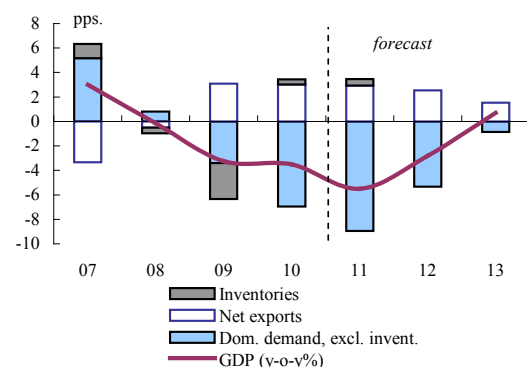 pps.
forecast
8
6
4
2
0
-2
-4
-6
-8
-10
07 08 09 10 11 12 13
Inventories
Net exports
Dom. demand, excl. invent.
GDP (y-o-y%)